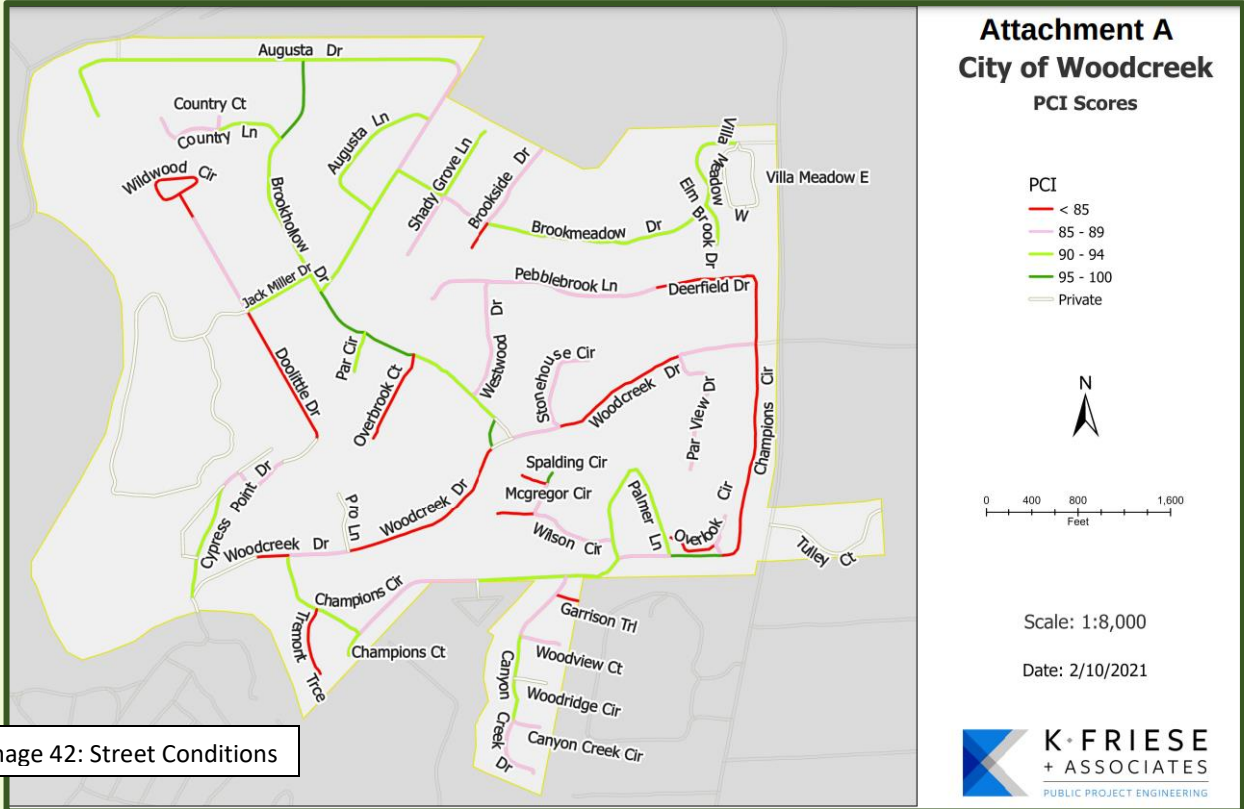 Attachment A
City of Woodcreek
PCI Scores
PCI
< 85
85 - 89
90 - 94
95 - 100
Private
N
0 400 800 1,600
Feet
Scale: 1:8,000
Date: 2/10/2021
K·FRIESE
+ ASSOCIATES
PUBLIC PROJECT ENGINEERING
Augusta Dr
Country Ct
Country Ln
Augusta Ln
Wildwood Cir
Brookhollow Dr
Shady Grove Ln
Brookside Dr
Villa Meadow W
Villa Meadow E
Elm Brook Dr
Brookmeadow Dr
Jack Miller Dr
Pebblebrook Ln
Deerfield Dr
Westwood Dr
Doolittle Dr
Par Cir
Overbrook Ct
Stonehouse Cir
Woodcreek Dr
Par View Dr
Champions Cir
Spalding Cir
Mcgregor Cir
Wilson Cir
Palmer Ln
Overlook Cir
Tulley Ct
Cypress Point Dr
Pro Ln
Woodcreek Dr
Woodcreek Dr
Champions Cir
Tremont Trce
Champions Ct
Garrison Trl
Woodview Ct
Canyon Creek Dr
Woodridge Cir
Canyon Creek Cir
42: Street Conditions